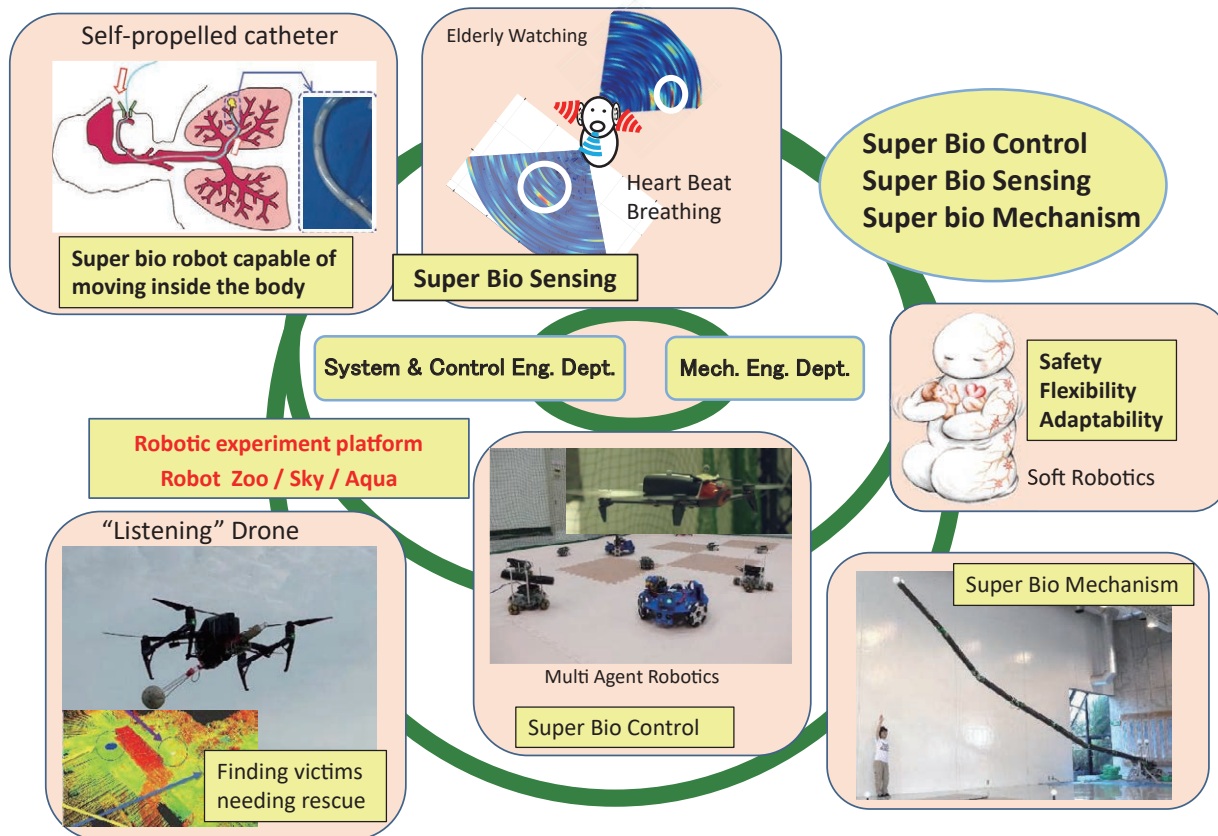 Self-propelled catheter
Super bio robot capable of
moving inside the body
Elderly Watching
Heart Beat
Breathing
Super Bio Sensing
Super Bio Control
Super Bio Sensing
Super bio Mechanism
System & Control Eng. Dept.
Mech. Eng. Dept.
Safety
Flexibility
Adaptability
Soft Robotics
Robotic experiment platform
Robot Zoo / Sky / Aqua
“Listening” Drone
Finding victims
needing rescue
Multi Agent Robotics
Super Bio Control
Super Bio Mechanism